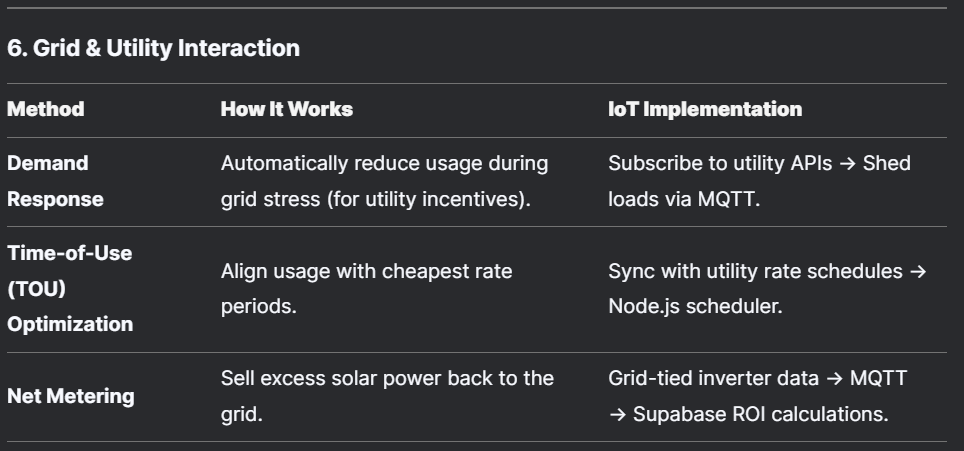 6. Grid & Utility Interaction
Method How It Works IoT Implementation
Demand Response
Automatically reduce usage during
grid stress (for utility incentives).
Subscribe to utility APIs → Shed
loads via MQTT.
Time-of-Use
(TOU)
Optimization
Align usage with cheapest rate
periods.
Sync with utility rate schedules →
Node.js scheduler.
Net Metering
Sell excess solar power back to the
grid.
Grid-tied inverter data → MQTT
→ Supabase ROI calculations.